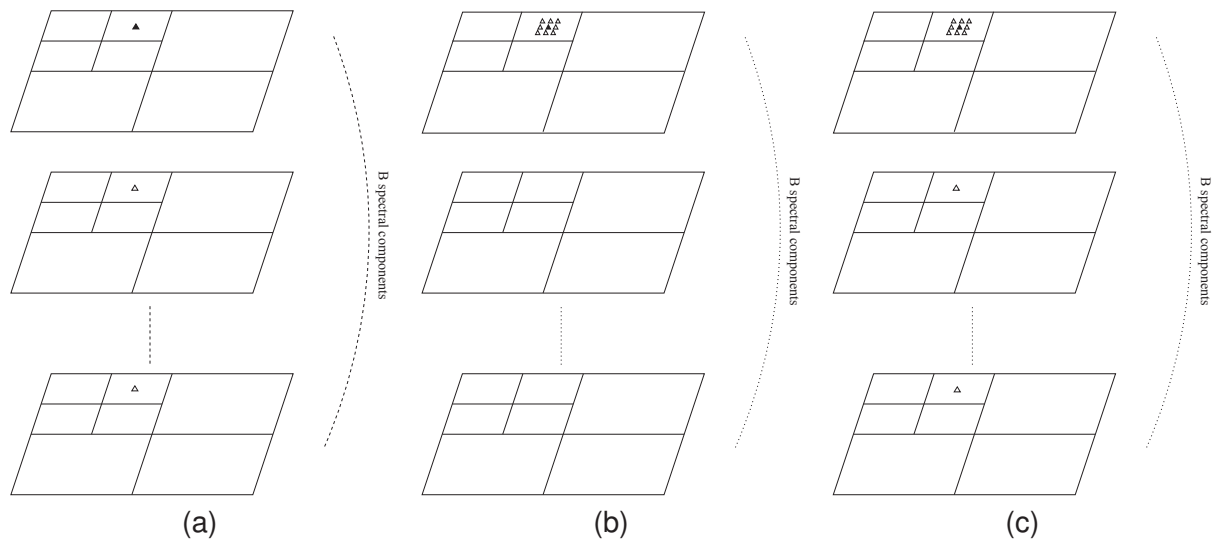 B spectral components
B spectral components
B spectral components
(a)
(b)
(c)